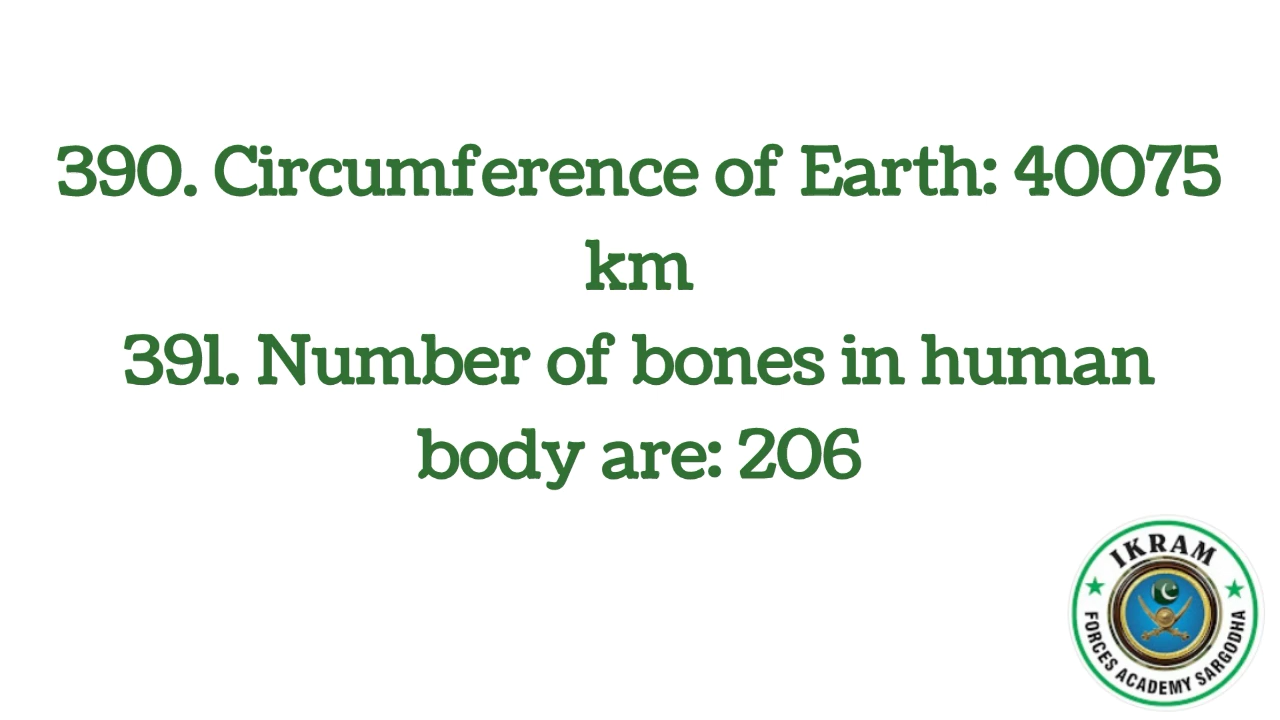 390. Circumference of Earth: 40075
km
391. Number of bones in human
body are: 206
IKRAM
FORCES ACADEMY SARGODHA